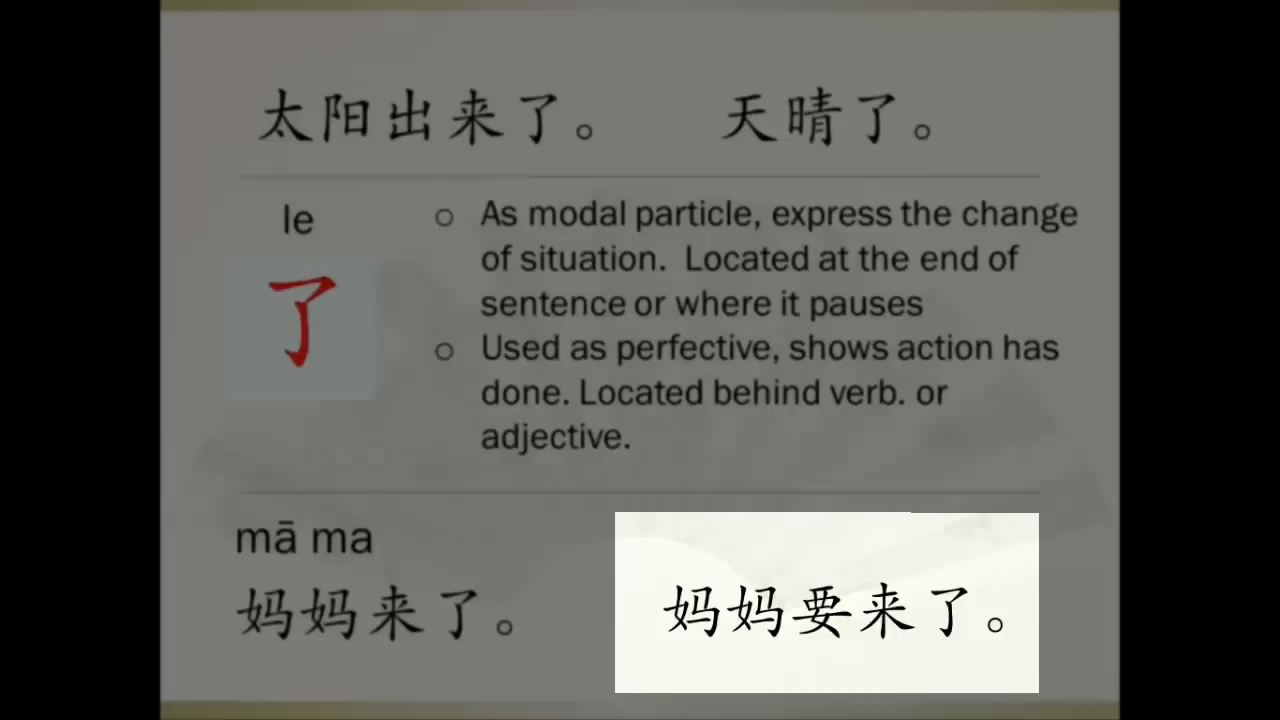 太阳出来了。 天晴了。
le
了
○ As modal particle, express the change
of situation. Located at the end of
sentence or where it pauses
○ Used as perfective, shows action has
done. Located behind verb. or
adjective.
mā ma
妈妈来了。
妈妈要来了。